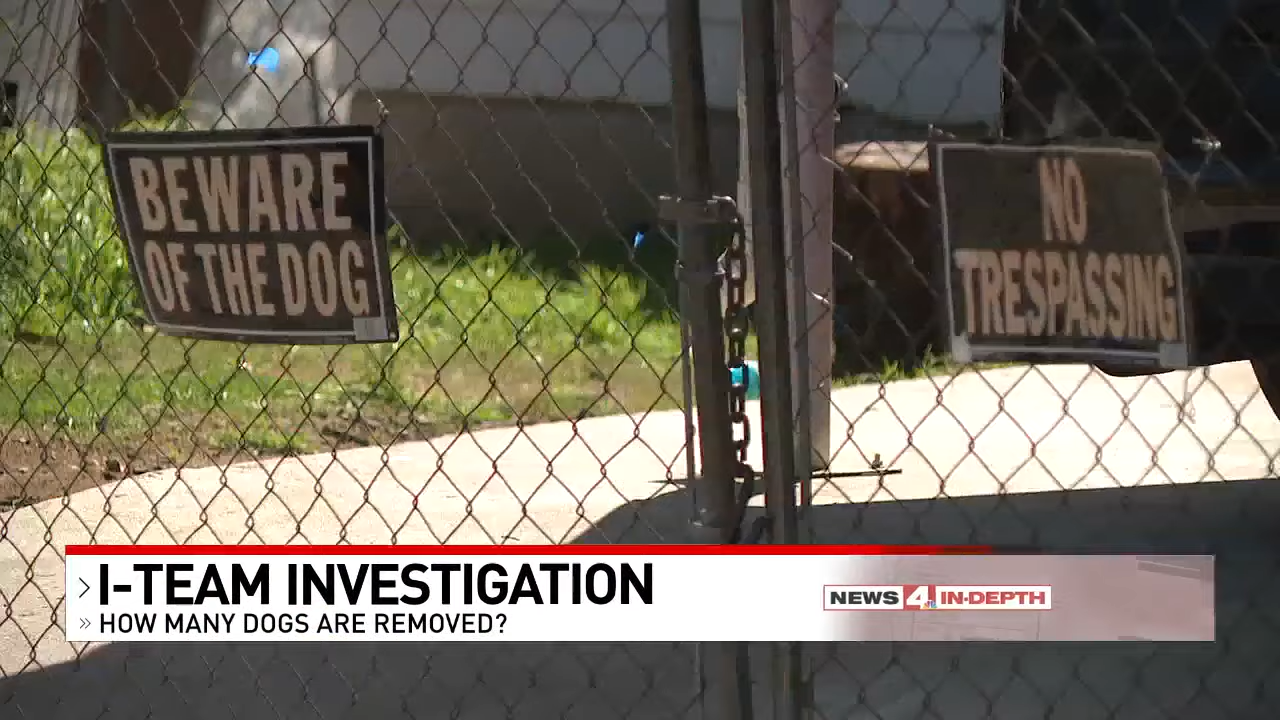 BEWARE
OF THE DOG
NO
TRESPASSING
I-TEAM INVESTIGATION
HOW MANY DOGS ARE REMOVED?
NEWS 4 IN-DEPTH